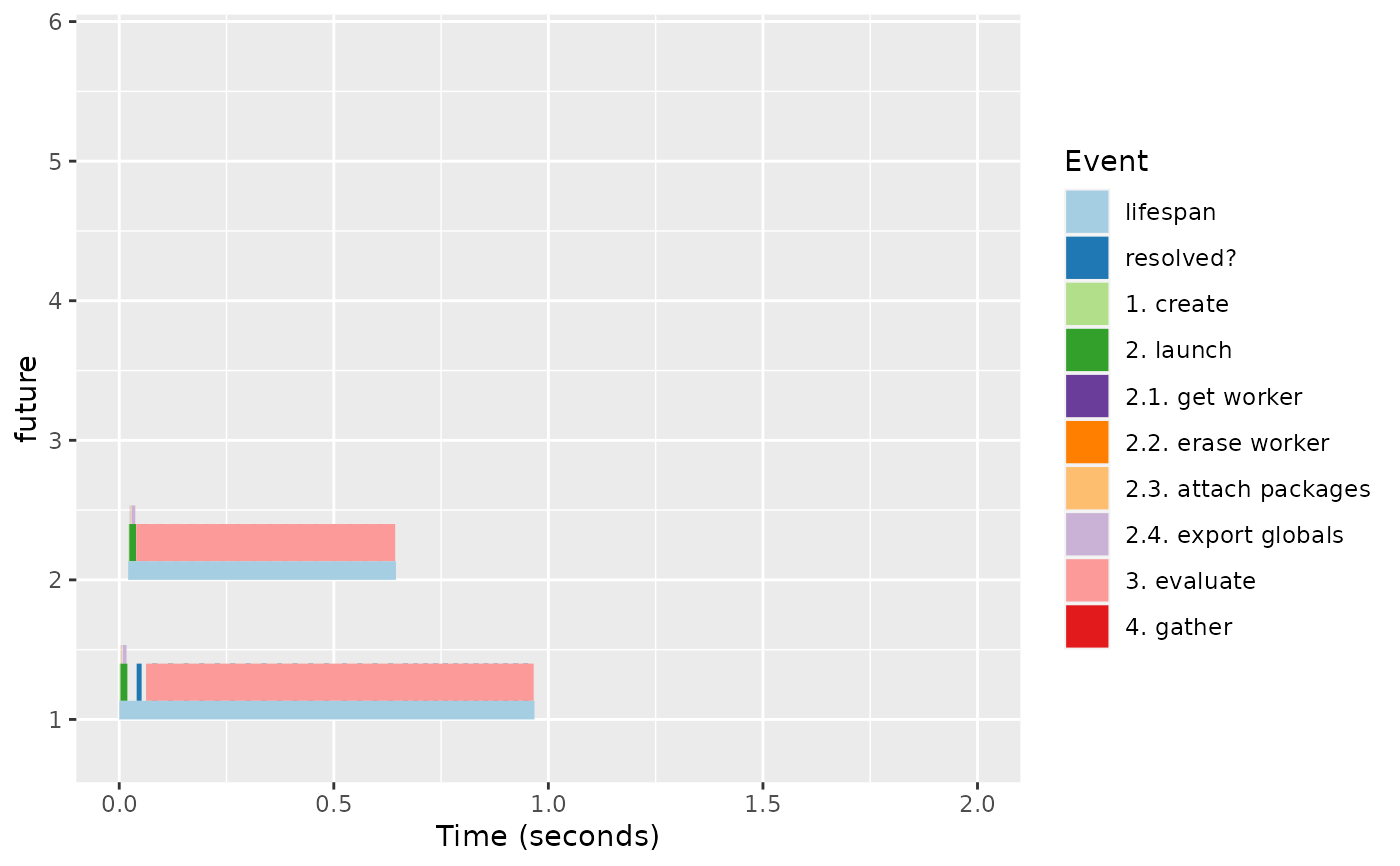 6
5
4
3
2
1
future
0.0 0.5 1.0 1.5 2.0
Time (seconds)
Event
lifespan
resolved?
1. create
2. launch
2.1. get worker
2.2. erase worker
2.3. attach packages
2.4. export globals
3. evaluate
4. gather